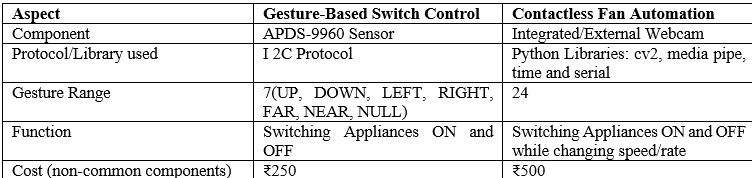 Aspect Gesture-Based Switch Control Contactless Fan Automation
Component APDS-9960 Sensor Integrated/External Webcam
Protocol/Library used I 2C Protocol Python Libraries: cv2, media pipe,
time and serial
Gesture Range 7(UP, DOWN, LEFT, RIGHT, 24
FAR, NEAR, NULL)
Function Switching Appliances ON and Switching Appliances ON and OFF
OFF while changing speed/rate
Cost (non-common components) ₹250 ₹500